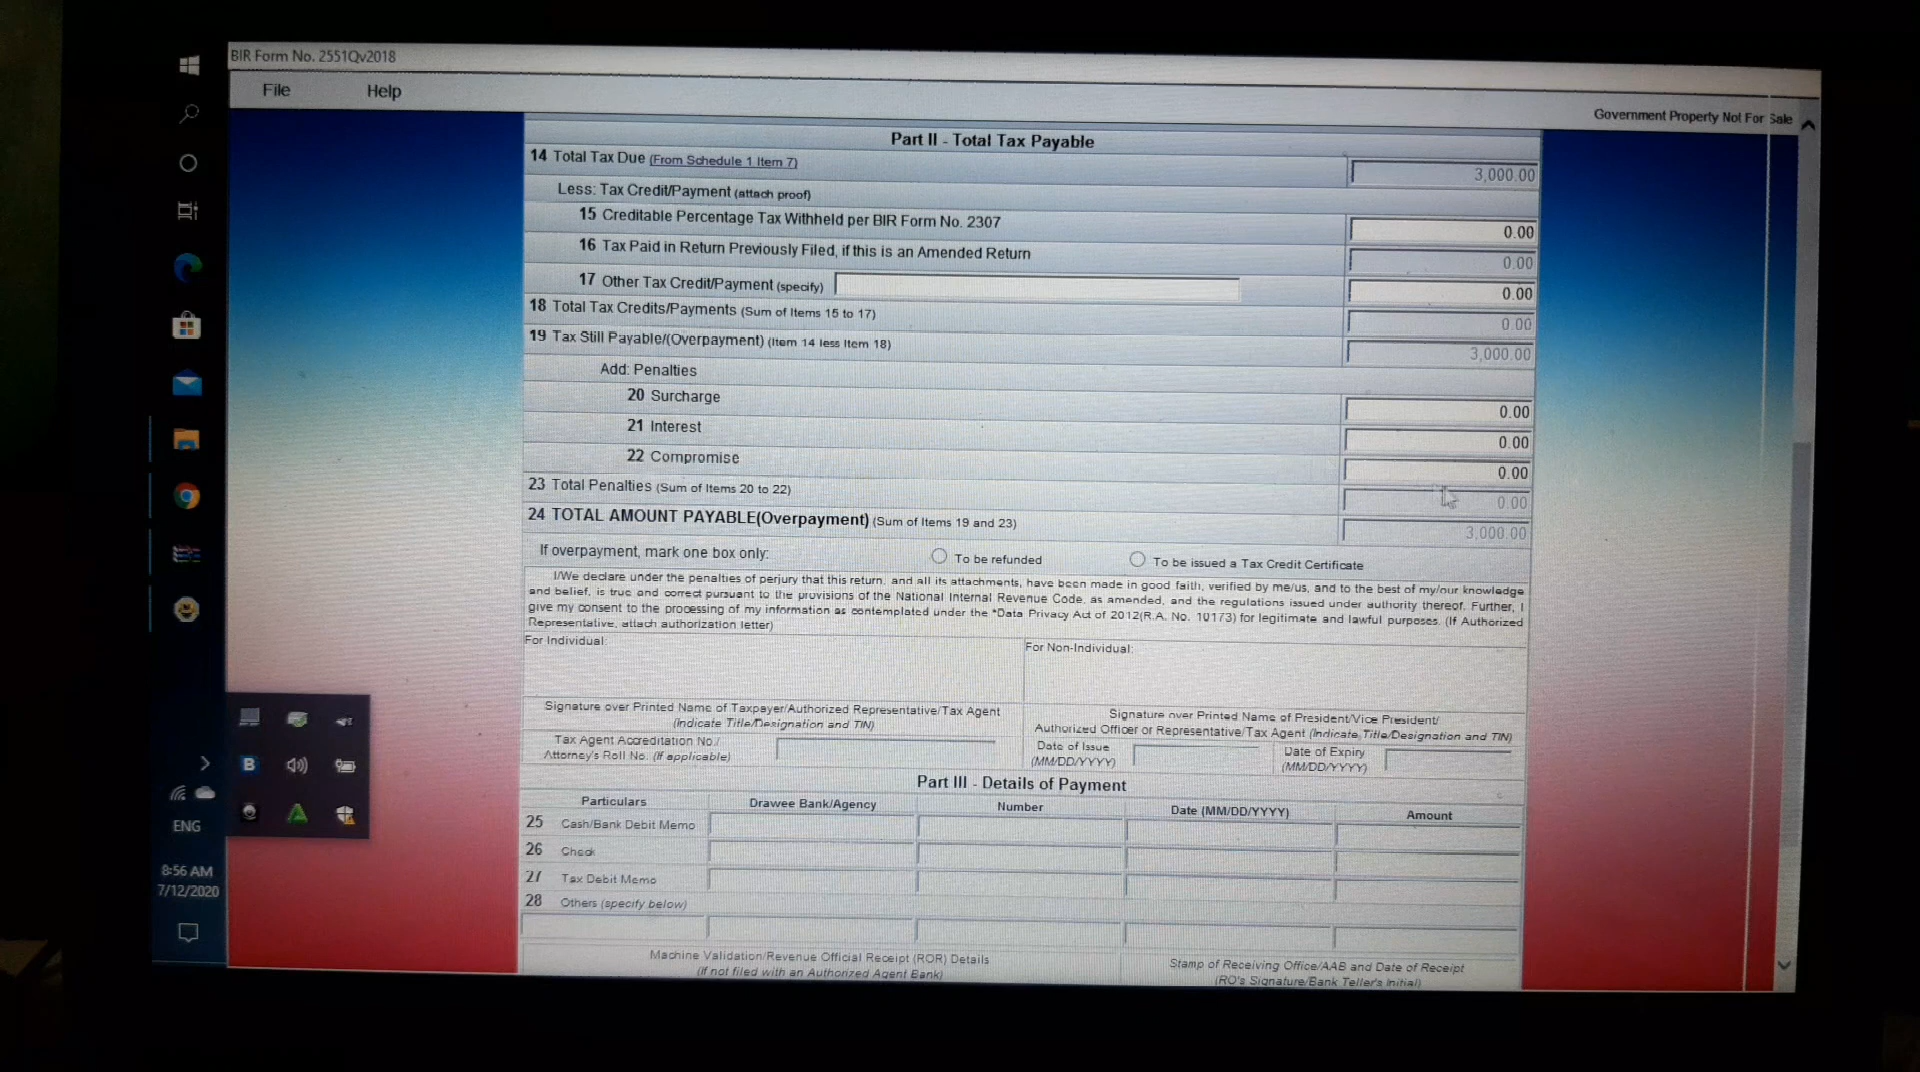 BIR Form No. 2551Qv2018
File Help
Government Property Not For Sale
Part II - Total Tax Payable
14 Total Tax Due (From Schedule 1 Item 7) 3,000.00
Less: Tax Credit/Payment (attach proof)
15 Creditable Percentage Tax Withheld per BIR Form No. 2307 0.00
16 Tax Paid in Return Previously Filed, if this is an Amended Return 0.00
17 Other Tax Credit/Payment (specify) 0.00
18 Total Tax Credits/Payments (Sum of Items 15 to 17) 0.00
19 Tax Still Payable/(Overpayment) (Item 14 less Item 18) 3,000.00
Add: Penalties
20 Surcharge 0.00
21 Interest 0.00
22 Compromise 0.00
23 Total Penalties (Sum of Items 20 to 22) 0.00
24 TOTAL AMOUNT PAYABLE(Overpayment) (Sum of Items 19 and 23) 3,000.00
If overpayment, mark one box only: To be refunded To be issued a Tax Credit Certificate
I/We declare under the penalties of perjury that this return, and all its attachments, have been made in good faith, verified by me/us, and to the best of my/our knowledge
and belief, is true and correct pursuant to the provisions of the National Internal Revenue Code, as amended, and the regulations issued under authority thereof. Further, I
give my consent to the processing of my information as contemplated under the *Data Privacy Act of 2012(R.A. No. 10173) for legitimate and lawful purposes. (If Authorized
Representative, attach authorization letter)
For Individual: For Non-Individual:
Signature over Printed Name of Taxpayer/Authorized Representative/Tax Agent
(Indicate Title/Designation and TIN)
Signature over Printed Name of President/Vice President/
Authorized Officer or Representative/Tax Agent (Indicate Title/Designation and TIN)
Tax Agent Accreditation No./
Attorney's Roll No. (If applicable)
Date of Issue
(MM/DD/YYYY)
Date of Expiry
(MM/DD/YYYY)
Part III - Details of Payment
Particulars Drawee Bank/Agency Number Date (MM/DD/YYYY) Amount
25 Cash/Bank Debit Memo
26 Check
27 Tax Debit Memo
28 Others (specify below)
Machine Validation/Revenue Official Receipt (ROR) Details
(If not filed with an Authorized Agent Bank)
Stamp of Receiving Office/AAB and Date of Receipt
(RO's Signature/Bank Teller's Initial)
ENG
8:56 AM
7/12/2020